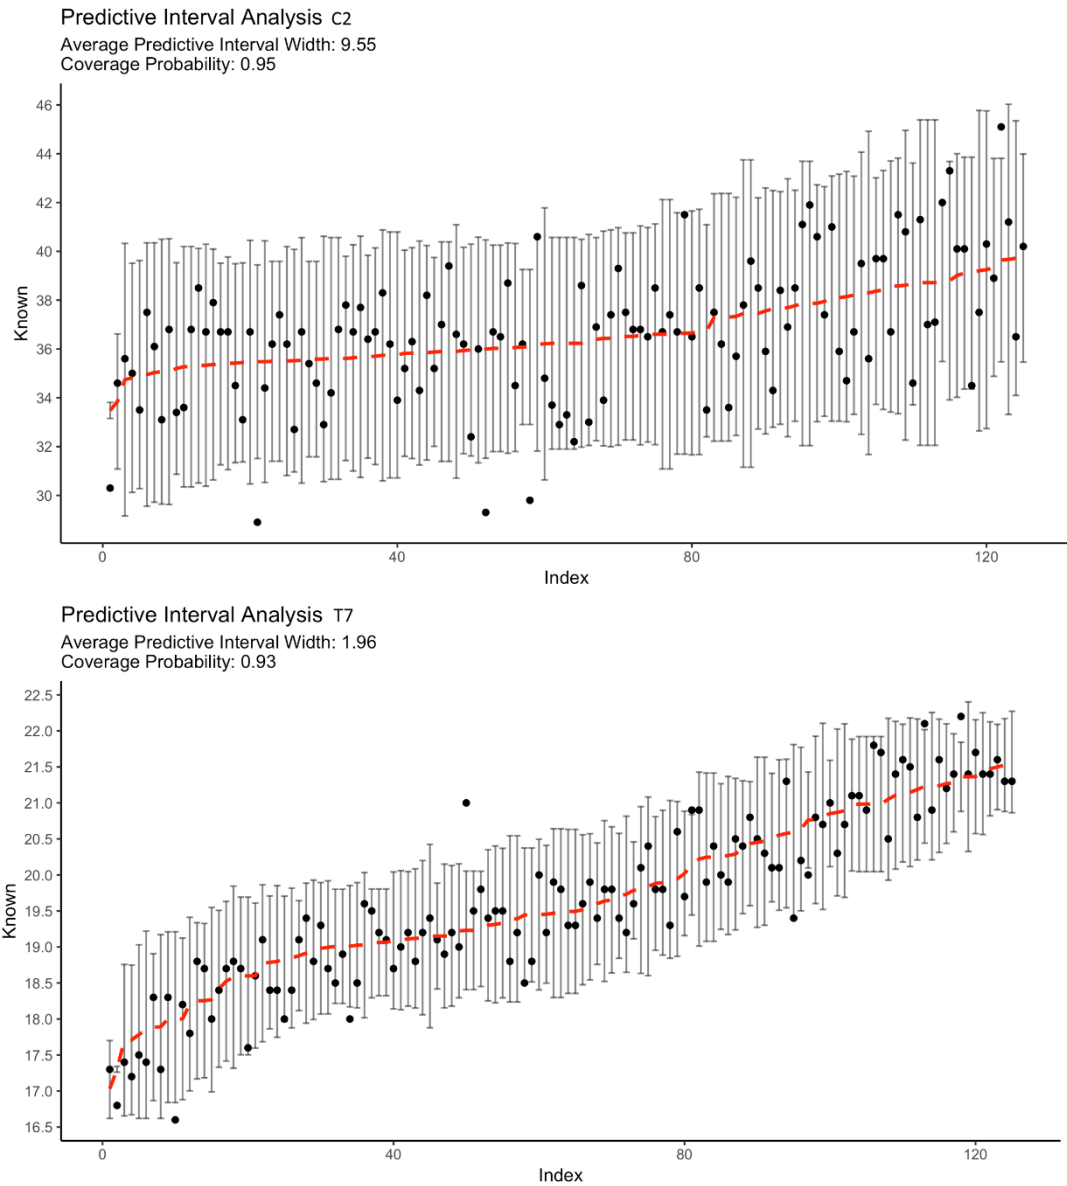 Predictive Interval Analysis C2
Average Predictive Interval Width: 9.55
Coverage Probability: 0.95
46
44
42
40
38
36
34
32
30
Known
0 40 80 120
Index
Predictive Interval Analysis T7
Average Predictive Interval Width: 1.96
Coverage Probability: 0.93
22.5
22.0
21.5
21.0
20.5
20.0
19.5
19.0
18.5
18.0
17.5
17.0
16.5
Known
0 40 80 120
Index